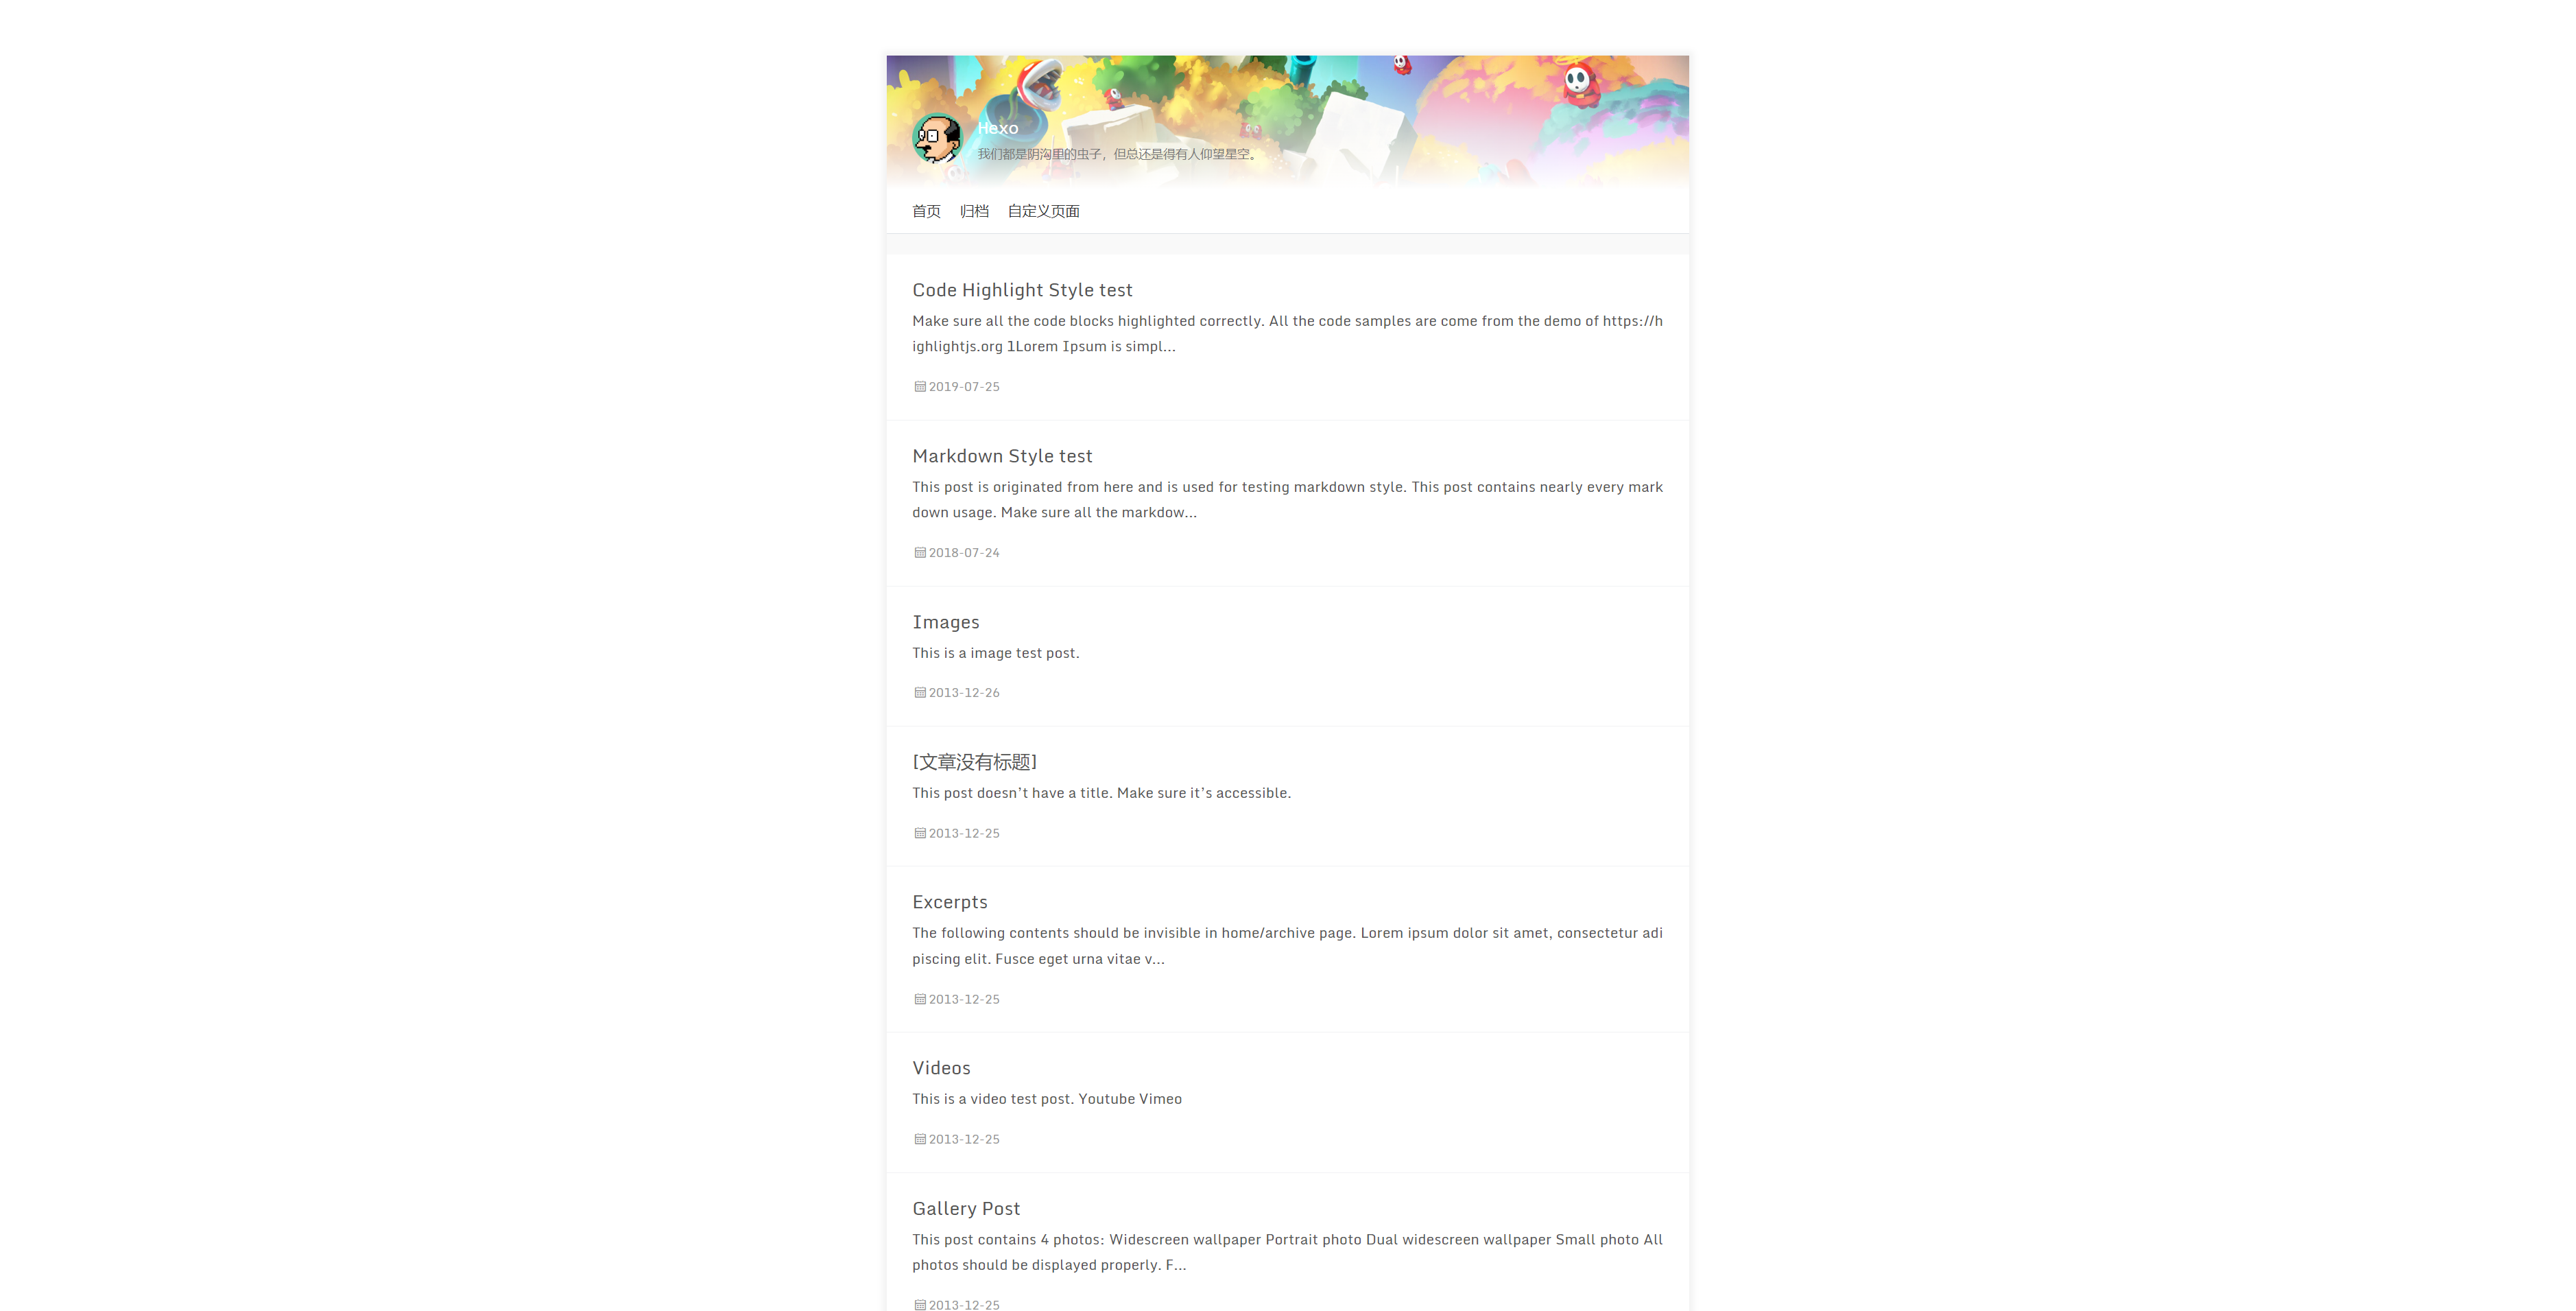 Hexo
我们都是阴沟里的虫子，但总还是得有人仰望星空。
首页 归档 自定义页面
Code Highlight Style test
Make sure all the code blocks highlighted correctly. All the code samples are come from the demo of https://h
ighlightjs.org 1Lorem Ipsum is simpl...
2019-07-25
Markdown Style test
This post is originated from here and is used for testing markdown style. This post contains nearly every mark
down usage. Make sure all the markdow...
2018-07-24
Images
This is a image test post.
2013-12-26
[文章没有标题]
This post doesn’t have a title. Make sure it’s accessible.
2013-12-25
Excerpts
The following contents should be invisible in home/archive page. Lorem ipsum dolor sit amet, consectetur adi
piscing elit. Fusce eget urna vitae v...
2013-12-25
Videos
This is a video test post. Youtube Vimeo
2013-12-25
Gallery Post
This post contains 4 photos: Widescreen wallpaper Portrait photo Dual widescreen wallpaper Small photo All
photos should be displayed properly. F...
2013-12-25